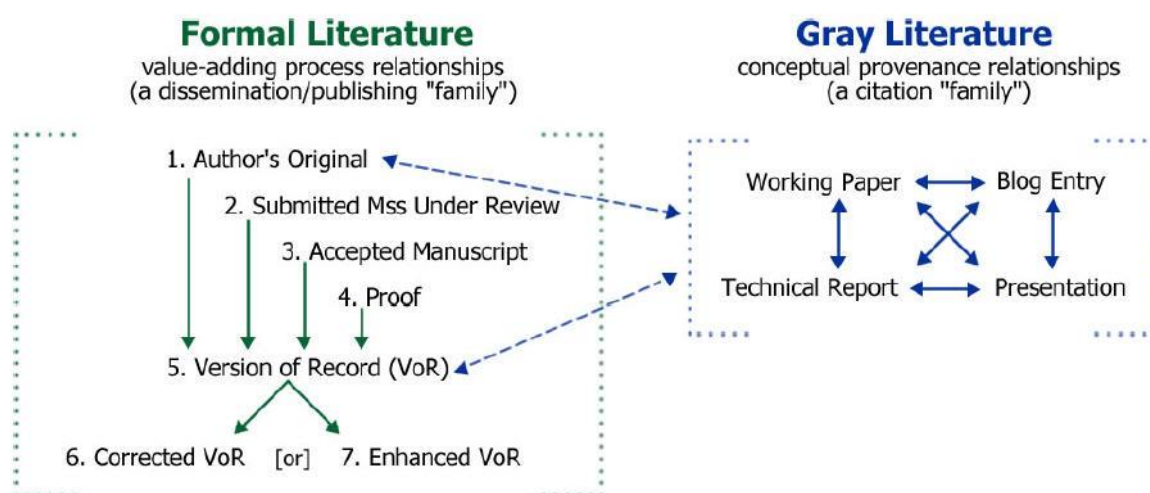 Formal Literature
value-adding process relationships
(a dissemination/publishing "family")
1. Author's Original
2. Submitted Mss Under Review
3. Accepted Manuscript
4. Proof
5. Version of Record (VoR)
6. Corrected VoR [or] 7. Enhanced VoR
Gray Literature
conceptual provenance relationships
(a citation "family")
Working Paper Blog Entry
Technical Report Presentation